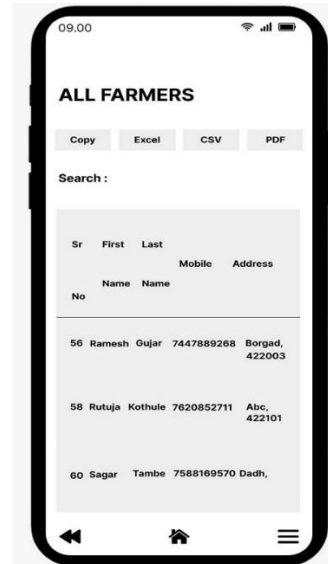 09.00
ALL FARMERS
Copy Excel CSV PDF
Search :
Sr First Last
Mobile Address
Name Name
No
56 Ramesh Gujar 7447889268 Borgad,
422003
58 Rutuja Kothule 7620852711 Abc,
422101
60 Sagar Tambe 7588169570 Dadh,